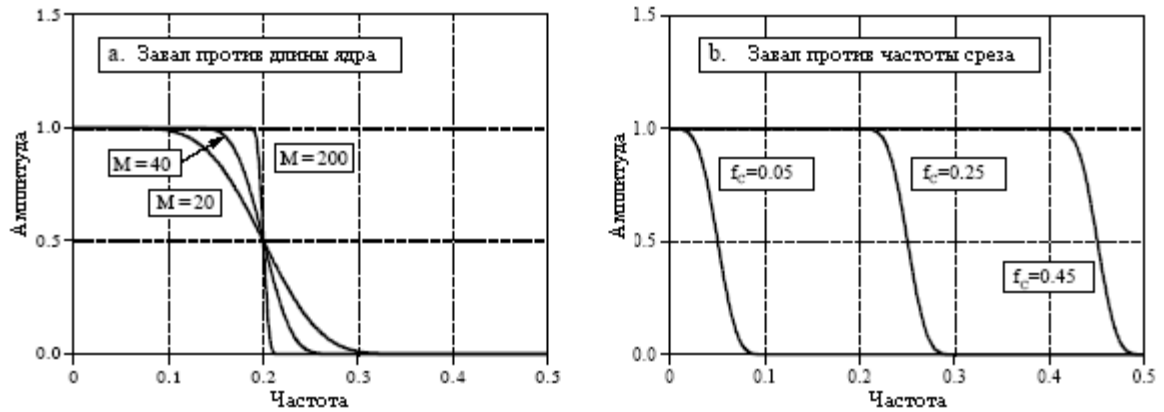 1.5
a. Завал против длины ядра
1.0
M = 40
M = 200
M = 20
0.5
0.0
0
0.1
0.2
0.3
0.4
0.5
Амплитуда
Частота
1.5
b. Завал против частоты среза
1.0
fC=0.05
fC=0.25
0.5
fC=0.45
0.0
0
0.1
0.2
0.3
0.4
0.5
Амплитуда
Частота